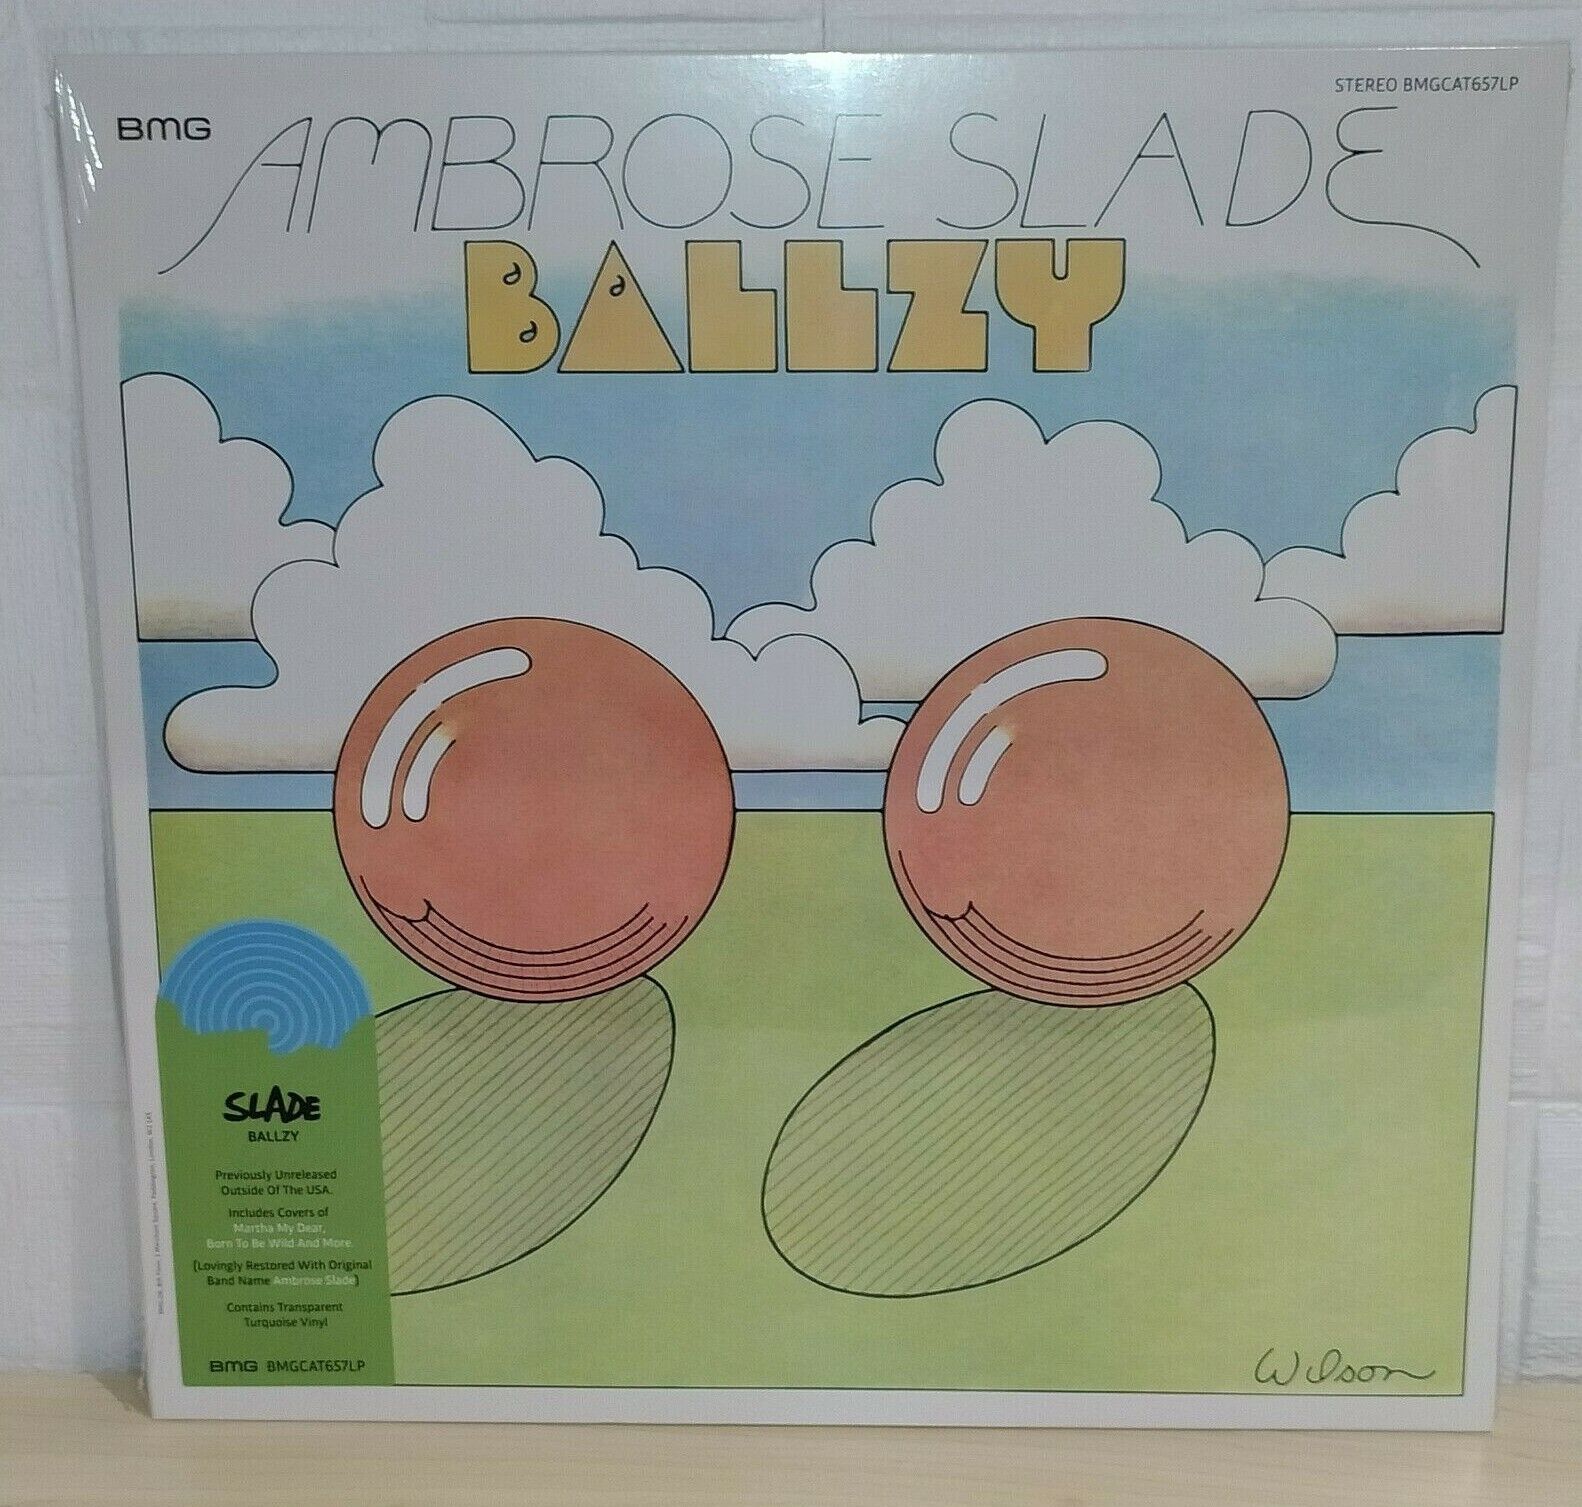 STEREO BMGCAT657LP
BMG
AMBROSE SLADE
BALLZY
SLADE
BALLZY
Previously Unreleased
Outside Of The USA.
Includes Covers of
Martha My Dear,
Born To Be Wild And More.
(Lovingly Restored With Original
Band Name Ambrose Slade)
Contains Transparent
Turquoise Vinyl
BMG BMGCAT657LP
Wilson